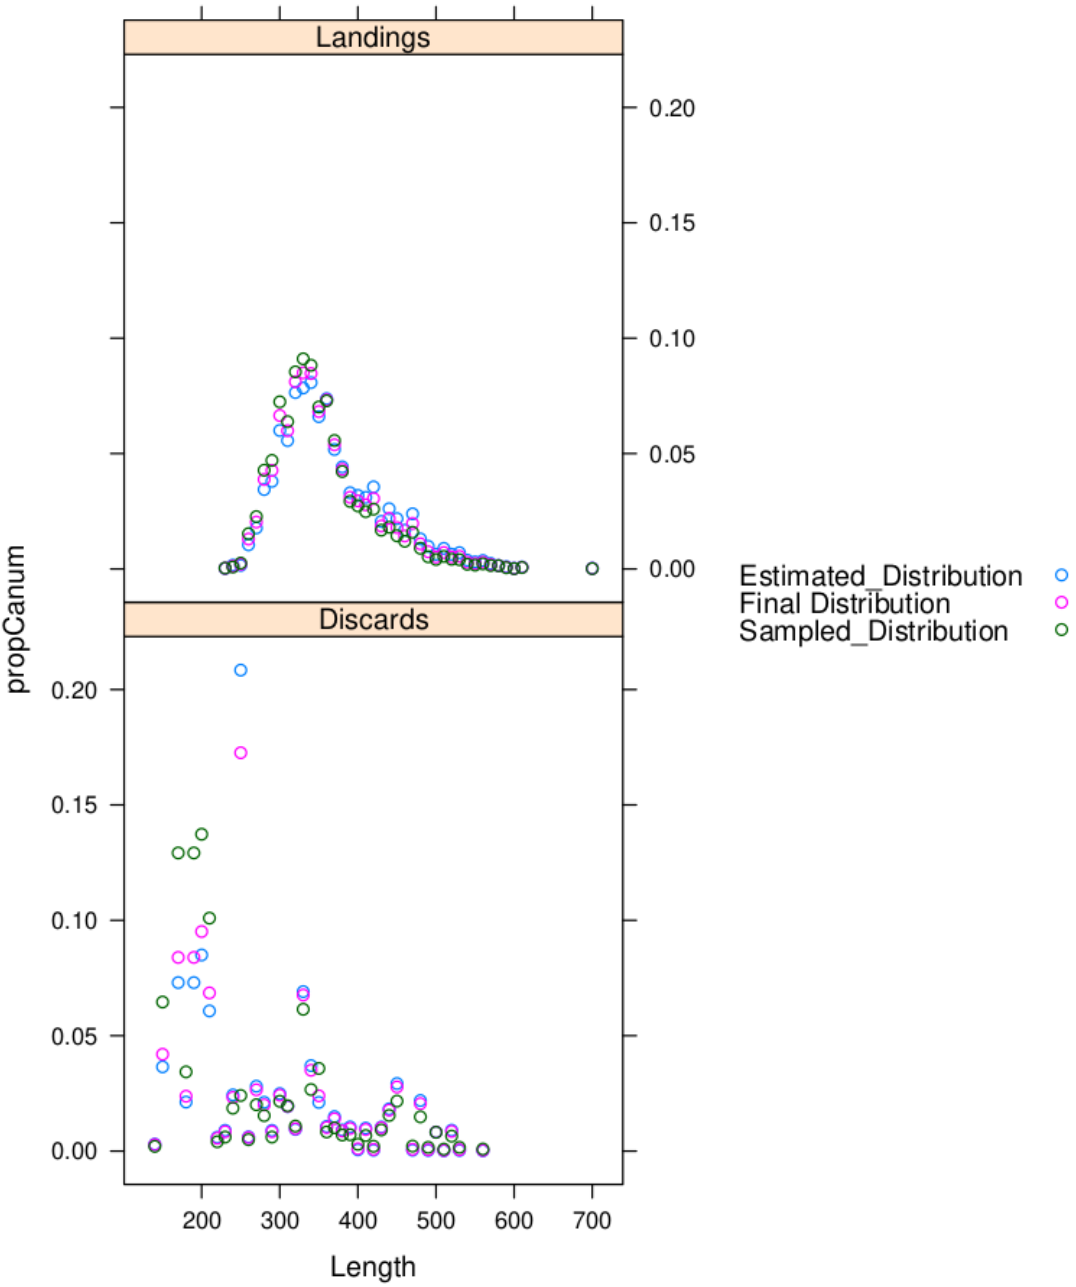 Landings
0.20
0.15
0.10
0.05
0.00
Discards
0.20
0.15
0.10
0.05
0.00
200 300 400 500 600 700
Length
propCanum
Estimated_Distribution
Final Distribution
Sampled_Distribution